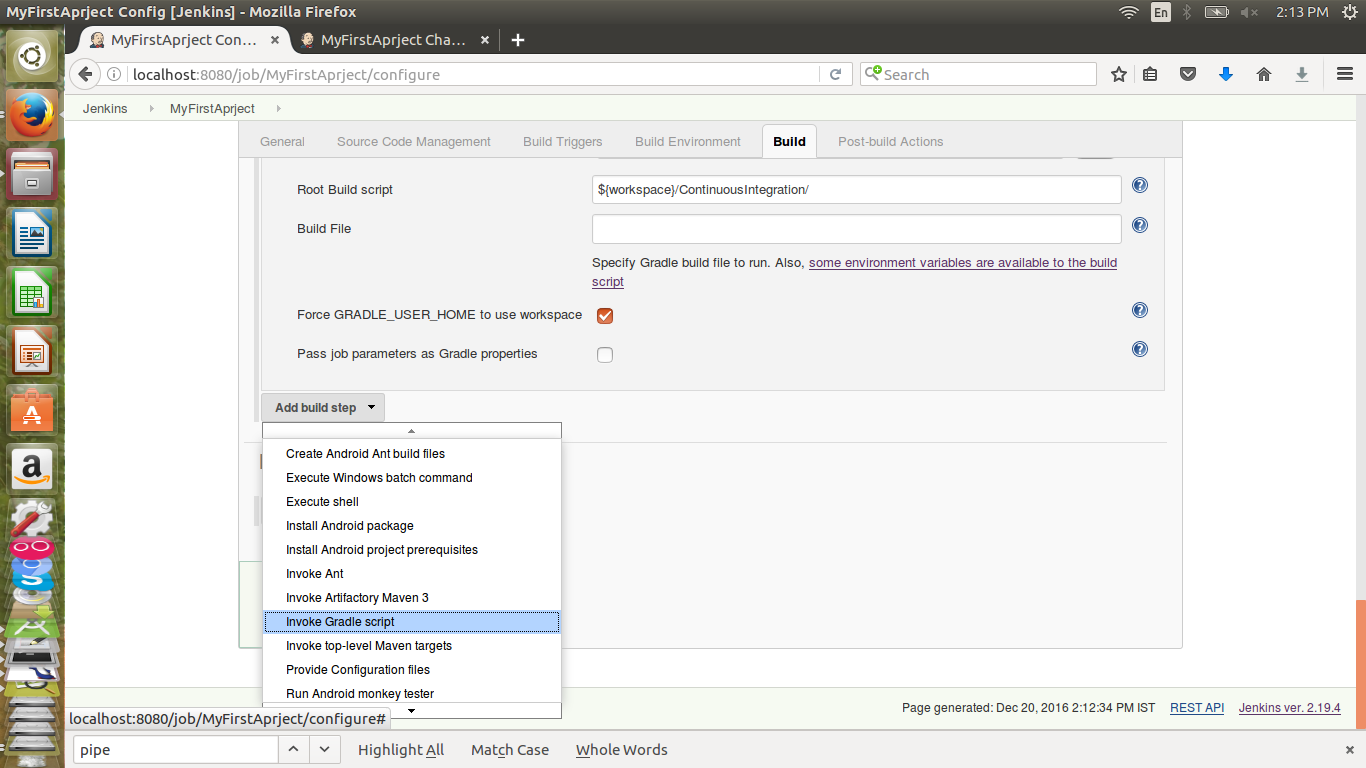 MyFirstAprject Config [Jenkins] - Mozilla Firefox
En
2:13 PM
MyFirstAprject Con...
MyFirstAprject Cha...
localhost:8080/job/MyFirstAprject/configure
Search
Jenkins
MyFirstAprject
General
Source Code Management
Build Triggers
Build Environment
Build
Post-build Actions
Root Build script
${workspace}/ContinuousIntegration/
Build File
Specify Gradle build file to run. Also, some environment variables are available to the build
script
Force GRADLE_USER_HOME to use workspace
Pass job parameters as Gradle properties
Add build step
Create Android Ant build files
Execute Windows batch command
Execute shell
Install Android package
Install Android project prerequisites
Invoke Ant
Invoke Artifactory Maven 3
Invoke Gradle script
Invoke top-level Maven targets
Provide Configuration files
Run Android monkey tester
Page generated: Dec 20, 2016 2:12:34 PM IST
REST API
Jenkins ver. 2.19.4
localhost:8080/job/MyFirstAprject/configure#
pipe
Highlight All
Match Case
Whole Words